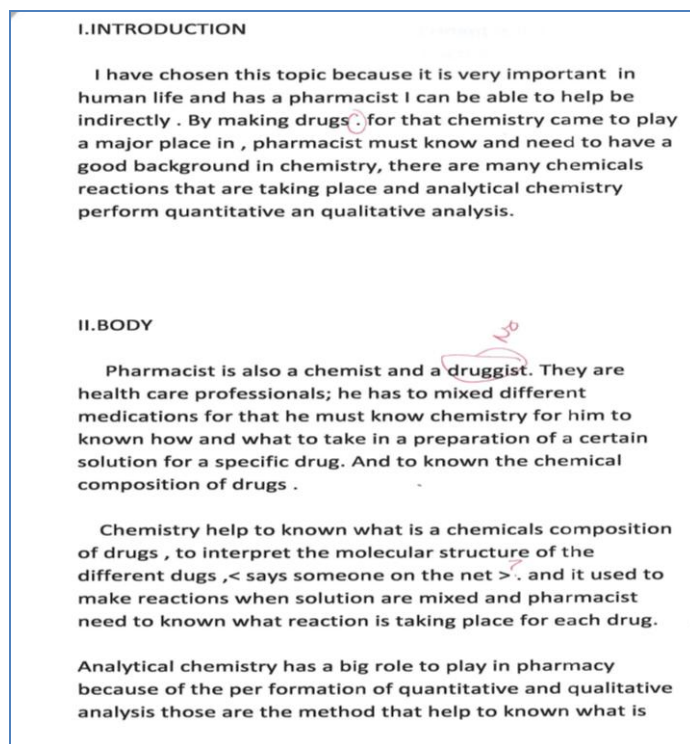 I.INTRODUCTION
I have chosen this topic because it is very important in
human life and has a pharmacist I can be able to help be
indirectly . By making drugs . for that chemistry came to play
a major place in , pharmacist must know and need to have a
good background in chemistry, there are many chemicals
reactions that are taking place and analytical chemistry
perform quantitative an qualitative analysis.
II.BODY
No
Pharmacist is also a chemist and a druggist. They are
health care professionals; he has to mixed different
medications for that he must know chemistry for him to
known how and what to take in a preparation of a certain
solution for a specific drug. And to known the chemical
composition of drugs .
Chemistry help to known what is a chemicals composition
of drugs , to interpret the molecular structure of the
different dugs ,< says someone on the net > ? . and it used to
make reactions when solution are mixed and pharmacist
need to known what reaction is taking place for each drug.
Analytical chemistry has a big role to play in pharmacy
because of the per formation of quantitative and qualitative
analysis those are the method that help to known what is